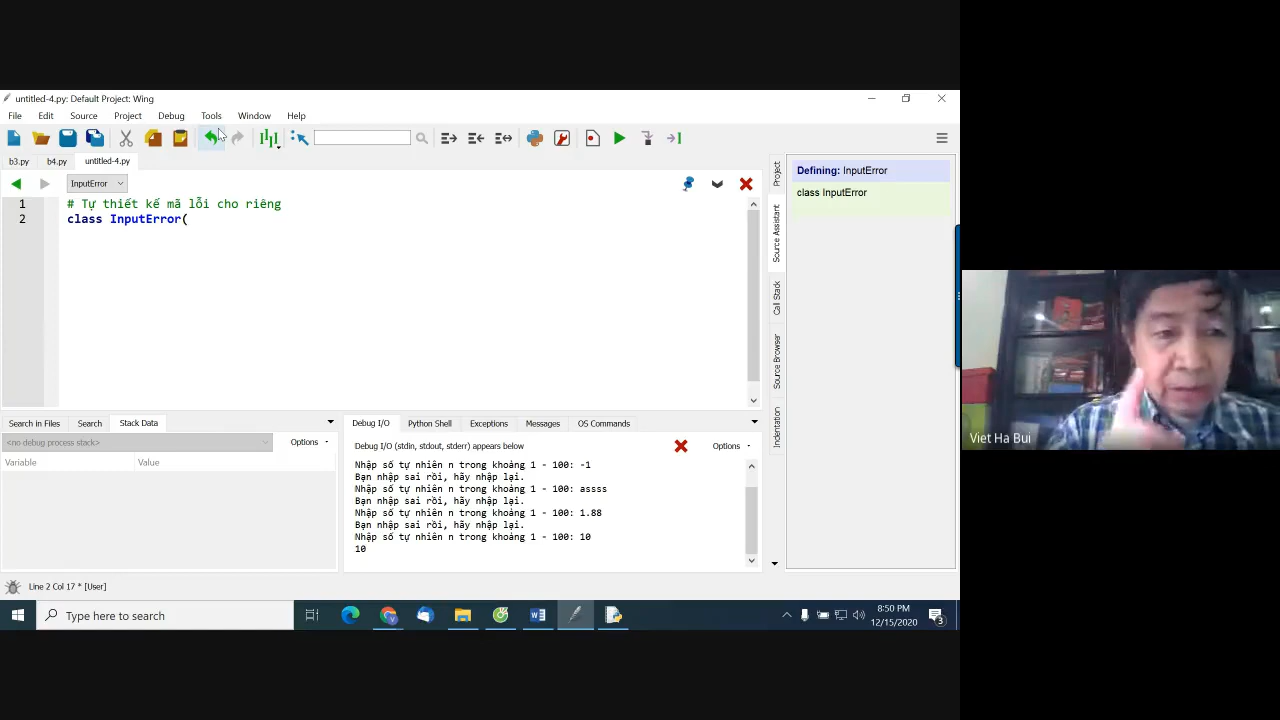 untitled-4.py: Default Project: Wing
File Edit Source Project Debug Tools Window Help
b3.py b4.py untitled-4.py
InputError
1 # Tự thiết kế mã lỗi cho riêng
2 class InputError(
Project
Source Assistant
Call Stack
Source Browser
Indentation
Defining: InputError
class InputError
Search in Files Search Stack Data
<no debug process stack> Options
Variable Value
Debug I/O Python Shell Exceptions Messages OS Commands
Debug I/O (stdin, stdout, stderr) appears below Options
Nhập số tự nhiên n trong khoảng 1 - 100: -1
Bạn nhập sai rồi, hãy nhập lại.
Nhập số tự nhiên n trong khoảng 1 - 100: assss
Bạn nhập sai rồi, hãy nhập lại.
Nhập số tự nhiên n trong khoảng 1 - 100: 1.88
Bạn nhập sai rồi, hãy nhập lại.
Nhập số tự nhiên n trong khoảng 1 - 100: 10
10
Line 2 Col 17 * [User]
Type here to search
8:50 PM
12/15/2020
3
Viet Ha Bui